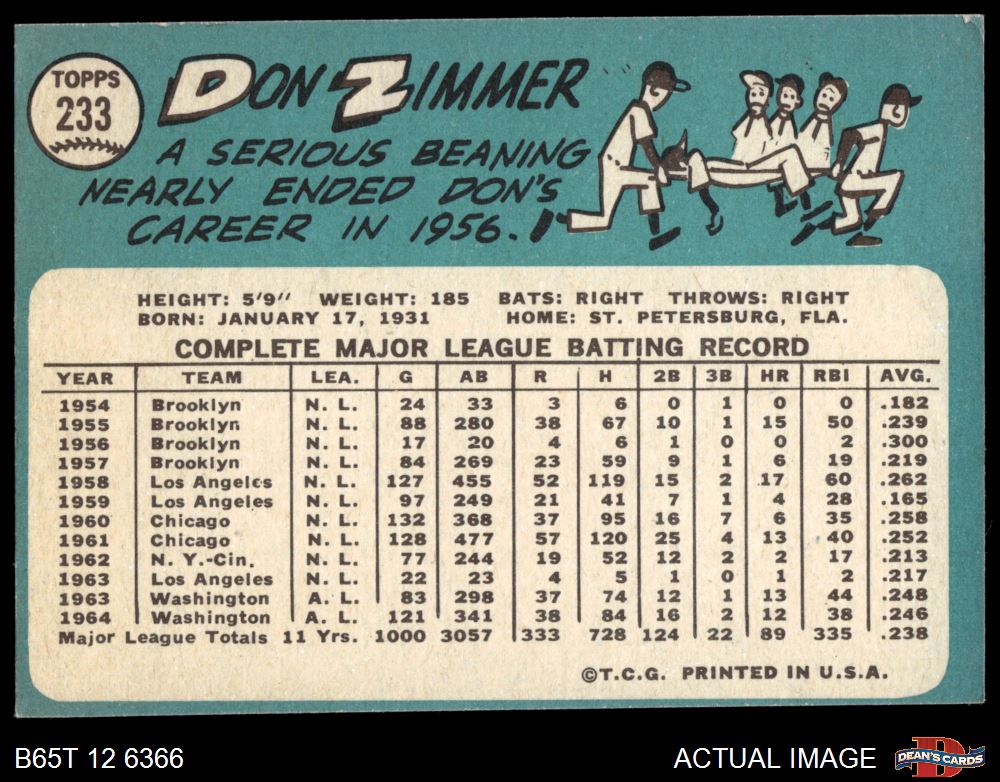 TOPPS
233
DON ZIMMER
A SERIOUS BEANING
NEARLY ENDED DON'S
CAREER IN 1956.
HEIGHT: 5'9" WEIGHT: 185 BATS: RIGHT THROWS: RIGHT
BORN: JANUARY 17, 1931 HOME: ST. PETERSBURG, FLA.
COMPLETE MAJOR LEAGUE BATTING RECORD
YEAR TEAM LEA. G AB R H 2B 3B HR RBI AVG.
1954 Brooklyn N. L. 24 33 3 6 0 1 0 0 .182
1955 Brooklyn N. L. 88 280 38 67 10 1 15 50 .239
1956 Brooklyn N. L. 17 20 4 6 1 0 0 2 .300
1957 Brooklyn N. L. 84 269 23 59 9 1 6 19 .219
1958 Los Angeles N. L. 127 455 52 119 15 2 17 60 .262
1959 Los Angeles N. L. 97 249 21 41 7 1 4 28 .165
1960 Chicago N. L. 132 368 37 95 16 7 6 35 .258
1961 Chicago N. L. 128 477 57 120 25 4 13 40 .252
1962 N. Y.-Cin. N. L. 77 244 19 52 12 2 2 17 .213
1963 Los Angeles N. L. 22 23 4 5 1 0 1 2 .217
1963 Washington A. L. 83 298 37 74 12 1 13 44 .248
1964 Washington A. L. 121 341 38 84 16 2 12 38 .246
Major League Totals 11 Yrs. 1000 3057 333 728 124 22 89 335 .238
©T.C.G. PRINTED IN U.S.A.
B65T 12 6366 ACTUAL IMAGE
D
DEAN'S CARDS